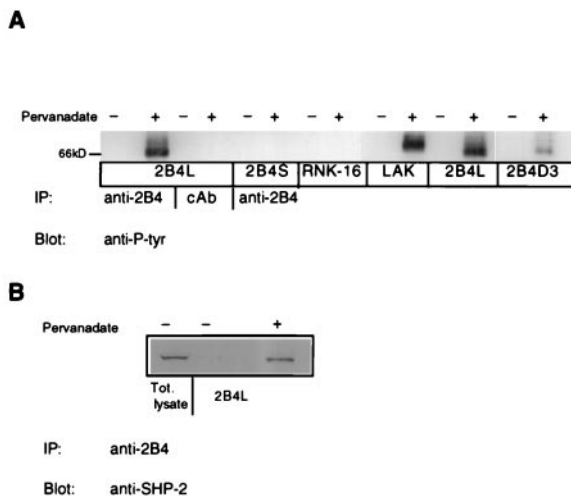 A
Pervanadate - + - + - + - + - + - + - +
66kD
2B4L 2B4S RNK-16 LAK 2B4L 2B4D3
IP: anti-2B4 cAb anti-2B4
Blot: anti-P-tyr
B
Pervanadate - - +
Tot. lysate 2B4L
IP: anti-2B4
Blot: anti-SHP-2